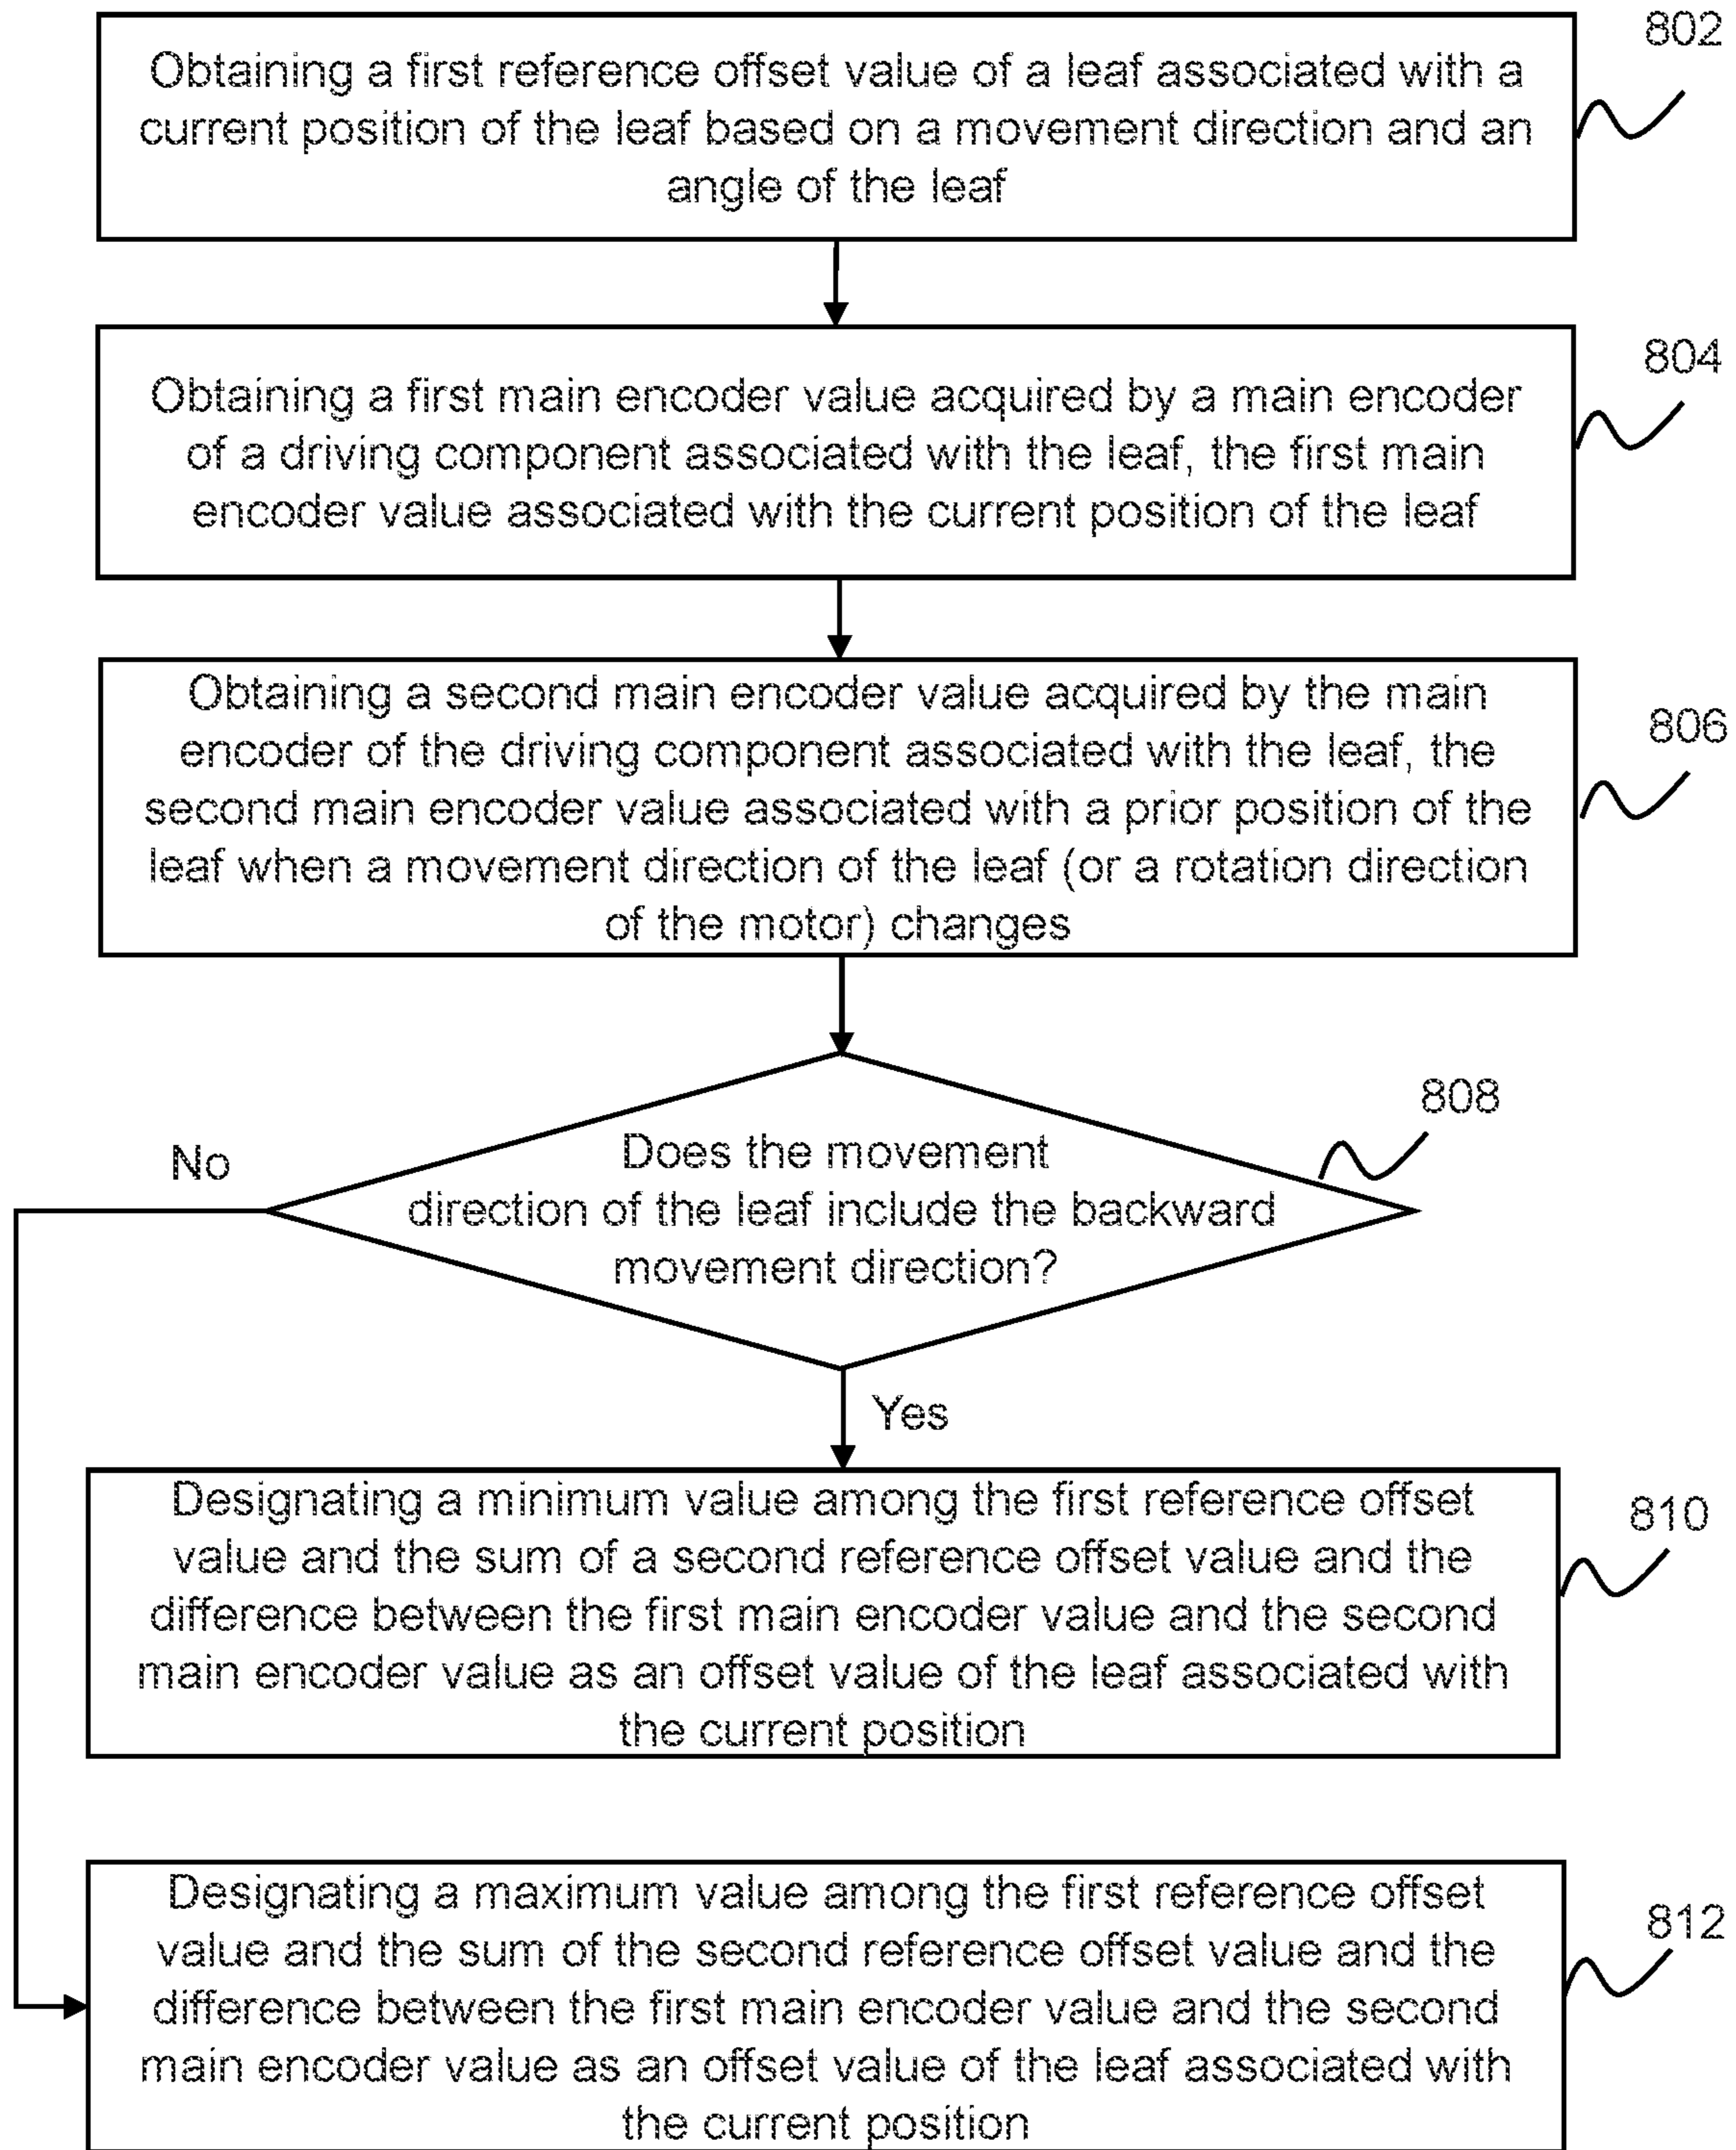 802
Obtaining a first reference offset value of a leaf associated with a
current position of the leaf based on a movement direction and an
angle of the leaf
804
Obtaining a first main encoder value acquired by a main encoder
of a driving component associated with the leaf, the first main
encoder value associated with the current position of the leaf
806
Obtaining a second main encoder value acquired by the main
encoder of the driving component associated with the leaf, the
second main encoder value associated with a prior position of the
leaf when a movement direction of the leaf (or a rotation direction
of the motor) changes
808
Does the movement
direction of the leaf include the backward
movement direction?
No
Yes
810
Designating a minimum value among the first reference offset
value and the sum of a second reference offset value and the
difference between the first main encoder value and the second
main encoder value as an offset value of the leaf associated with
the current position
812
Designating a maximum value among the first reference offset
value and the sum of the second reference offset value and the
difference between the first main encoder value and the second
main encoder value as an offset value of the leaf associated with
the current position